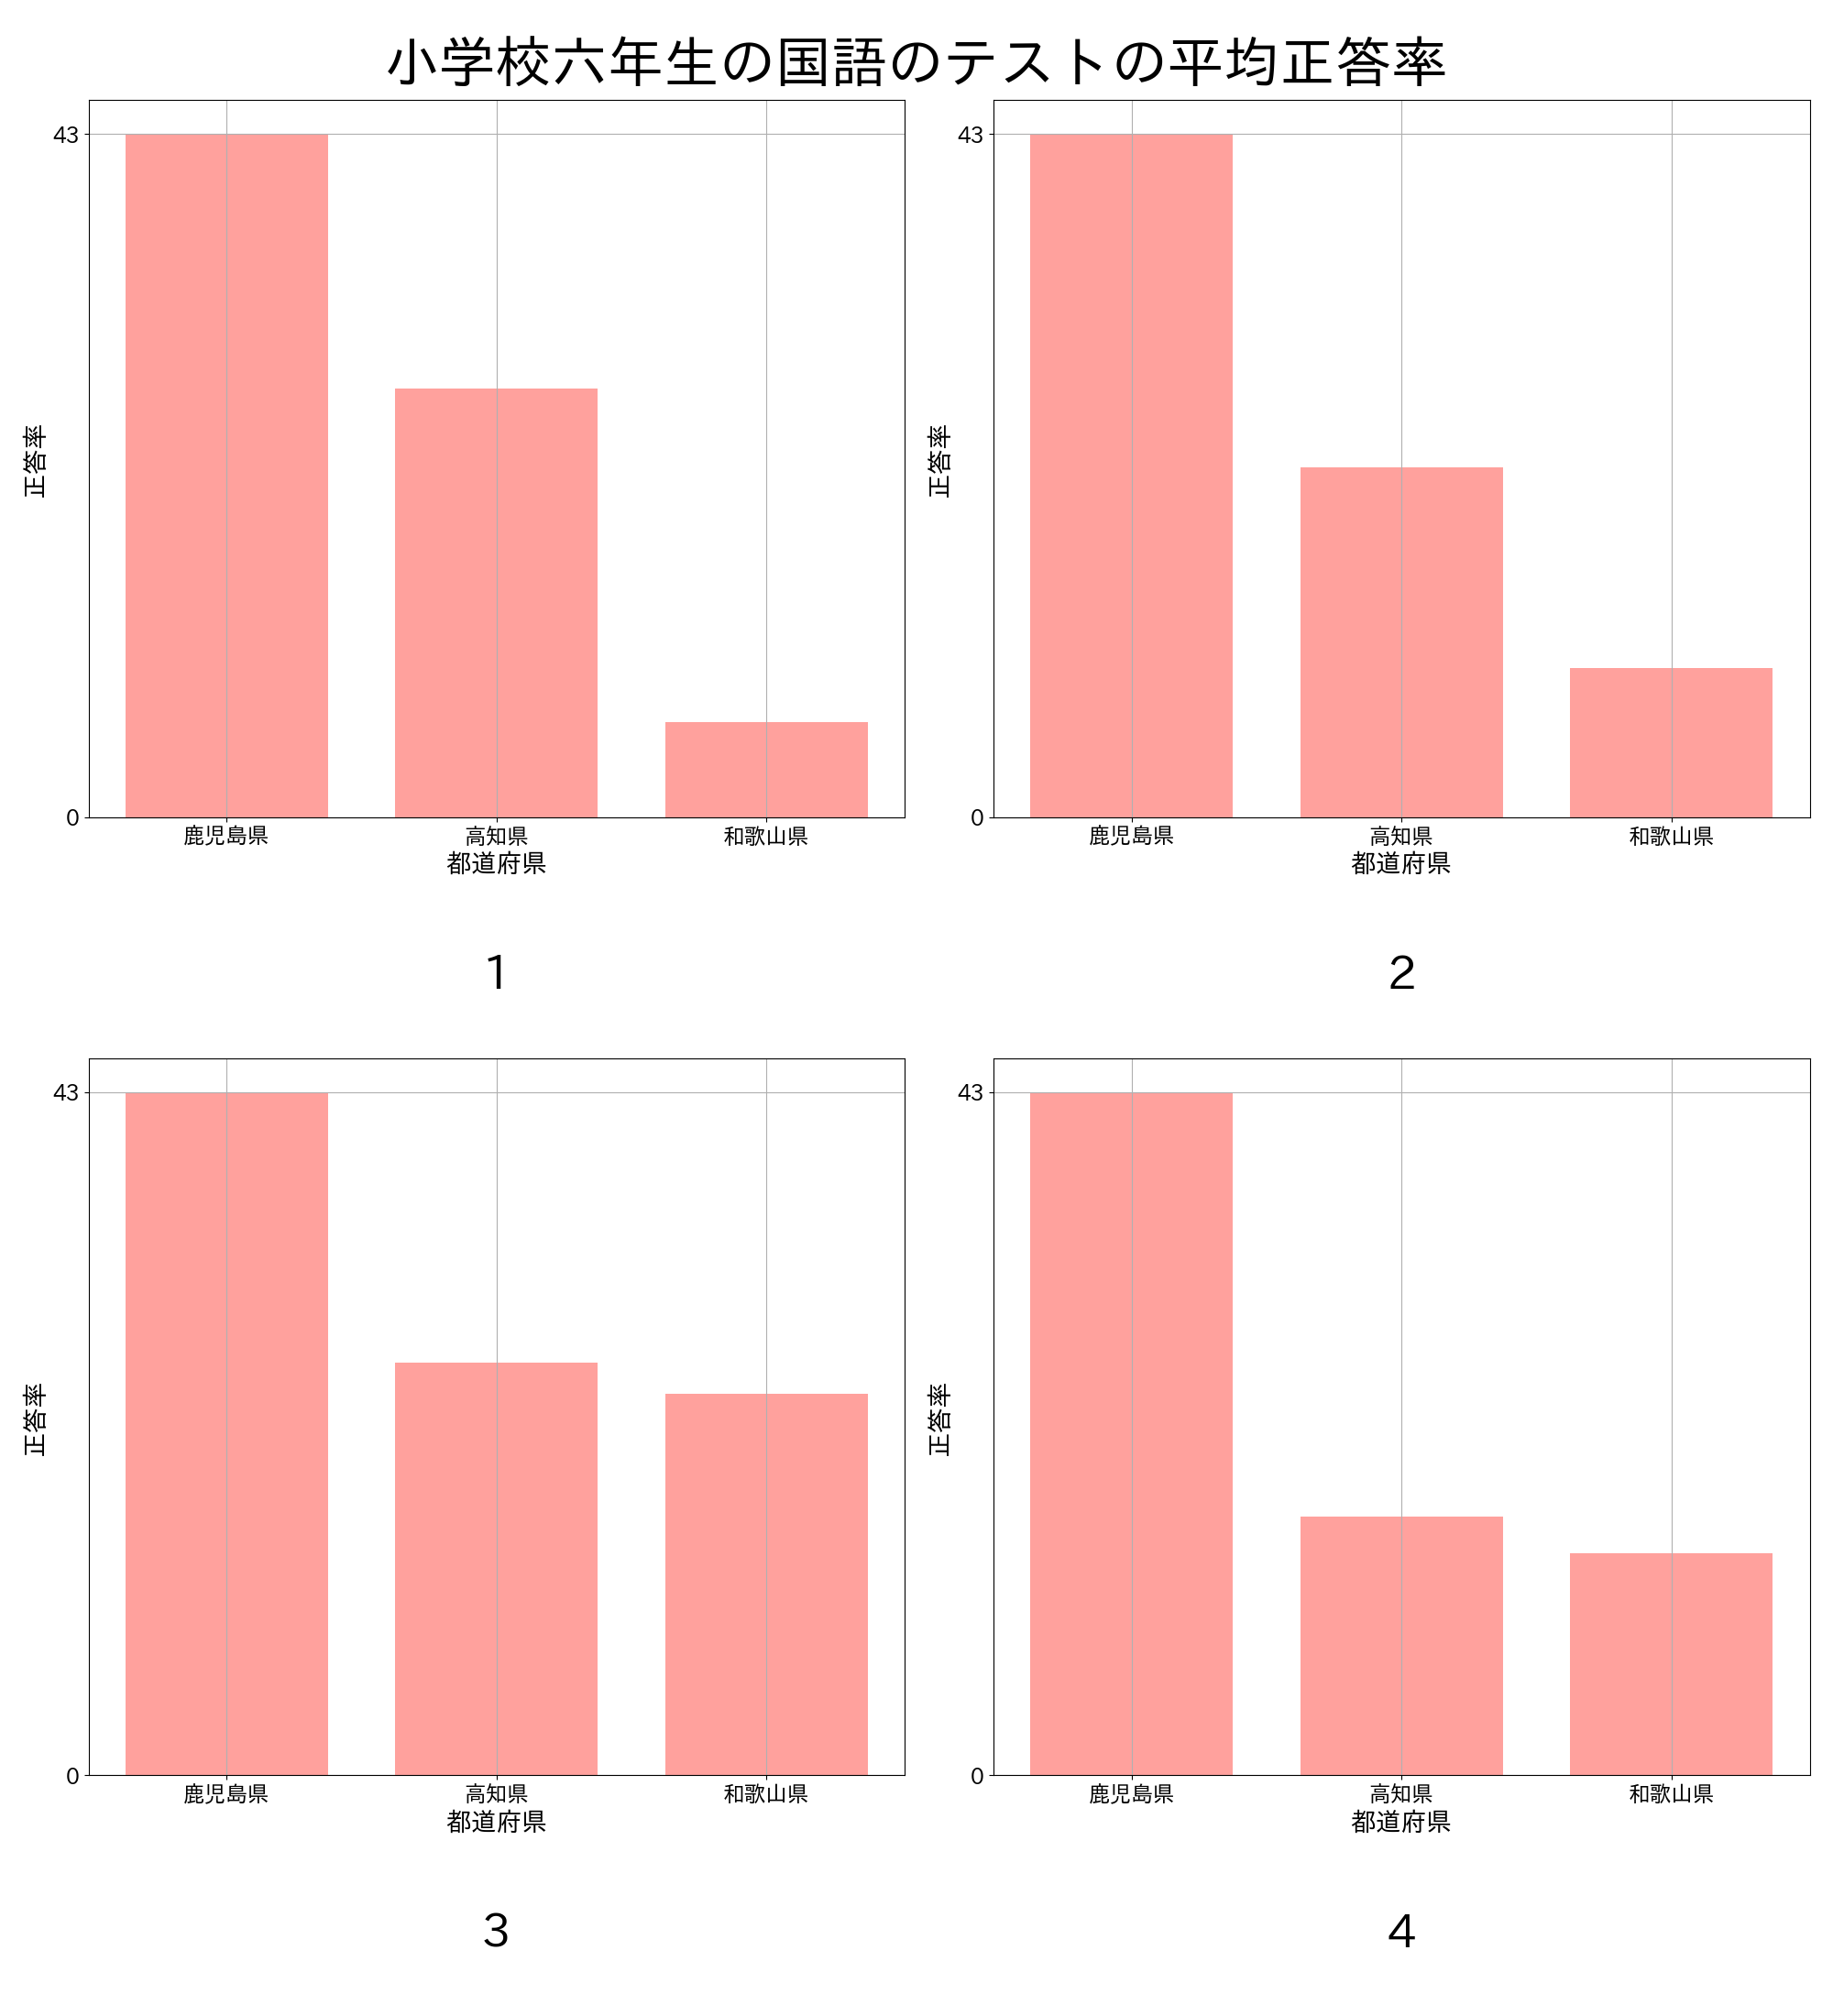 小学校六年生の国語のテストの平均正答率
43
0
正答率
鹿児島県 高知県 和歌山県
都道府県
1
43
0
正答率
鹿児島県 高知県 和歌山県
都道府県
2
43
0
正答率
鹿児島県 高知県 和歌山県
都道府県
3
43
0
正答率
鹿児島県 高知県 和歌山県
都道府県
4